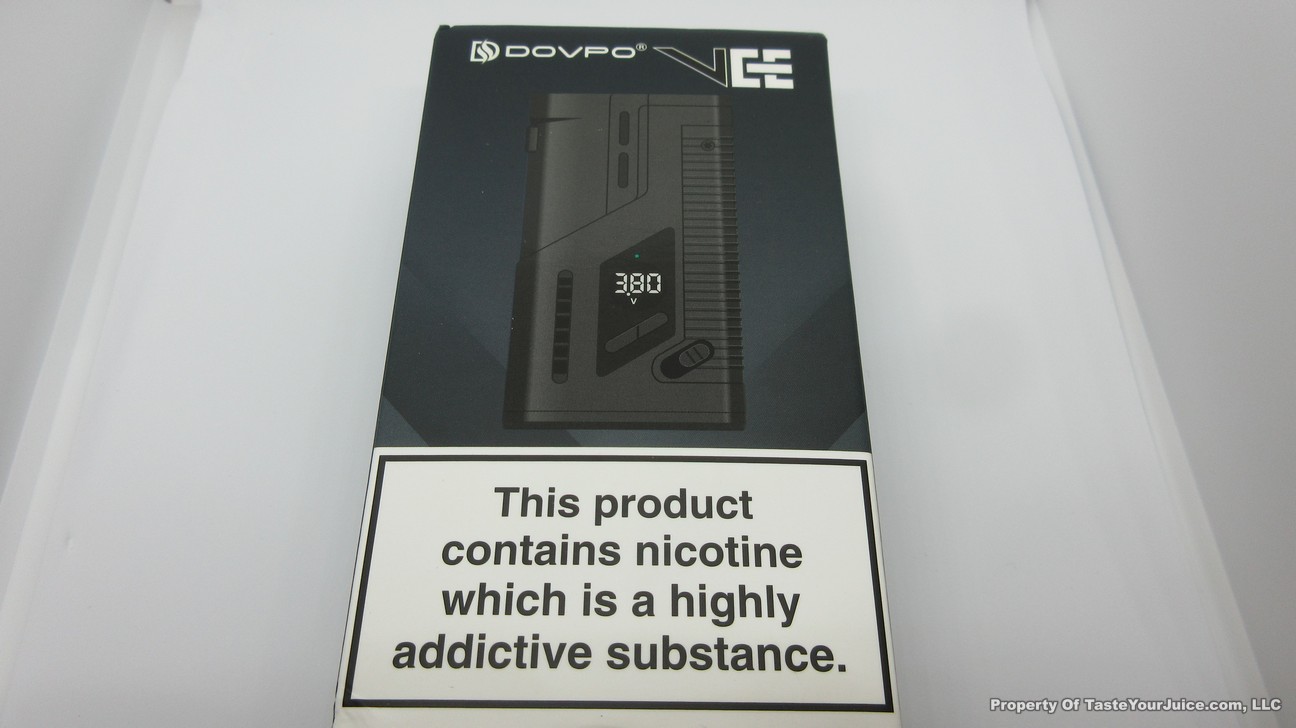 DOVPO® VEE
3.80
V
This product
contains nicotine
which is a highly
addictive substance.
Property Of TasteYourJuice.com, LLC